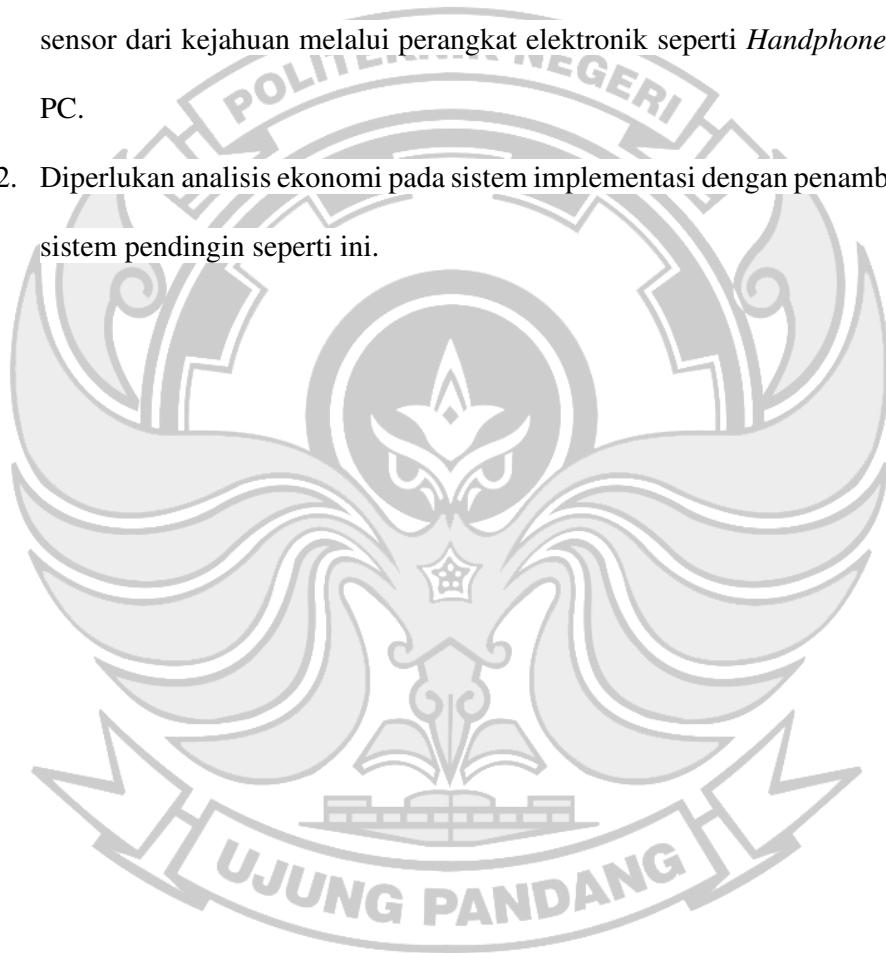 sensor dari kejahuan melalui perangkat elektronik seperti Handphone
POLITEKNIK NEGERI
PC.
2. Diperlukan analisis ekonomi pada sistem implementasi dengan penamb
sistem pendingin seperti ini.
UJUNG PANDANG